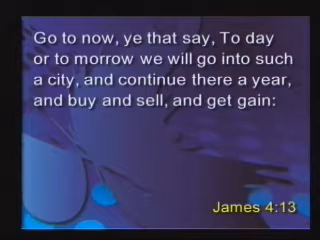 Go to now, ye that say, To day
or to morrow we will go into such
a city, and continue there a year,
and buy and sell, and get gain:
James 4:13